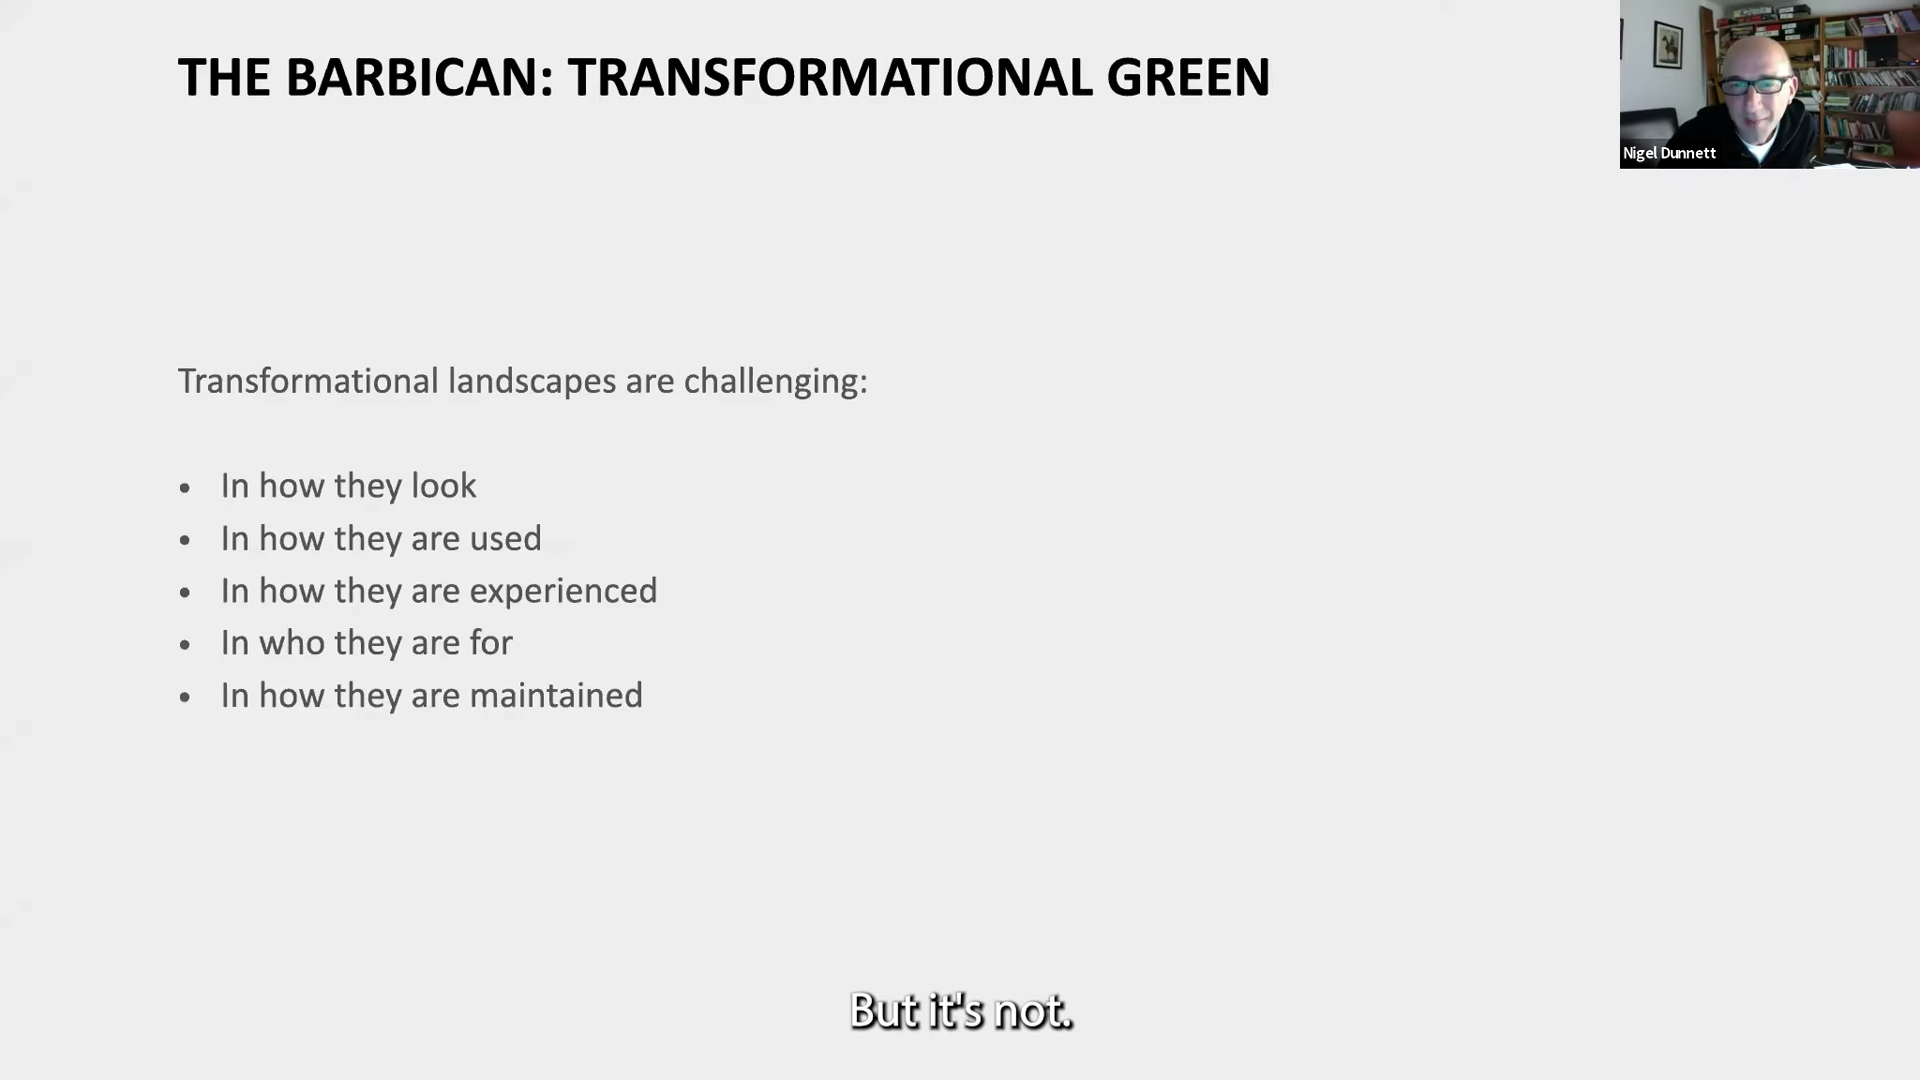 THE BARBICAN: TRANSFORMATIONAL GREEN
Nigel Dunnett
Transformational landscapes are challenging:
• In how they look
• In how they are used
• In how they are experienced
• In who they are for
• In how they are maintained
But it's not.